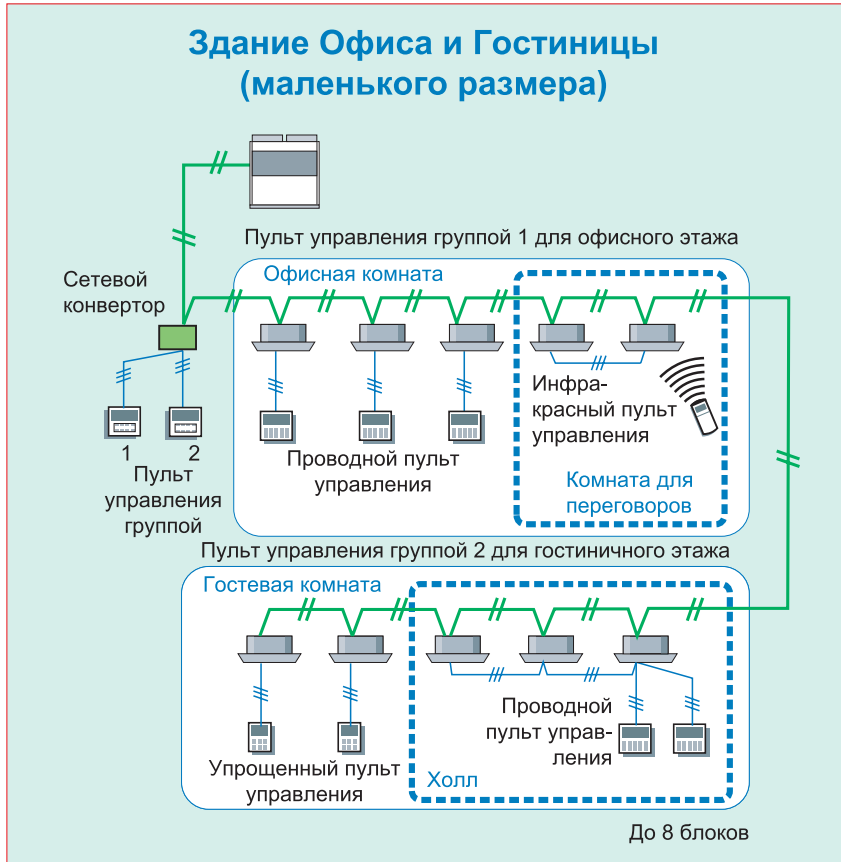 Здание Офиса и Гостиницы
(маленького размера)
Пульт управления группой 1 для офисного этажа
Сетевой
конвертор
Офисная комната
Инфра-
красный пульт
управления
1 2
Пульт
управления
группой
Проводной пульт
управления
Комната для
переговоров
Пульт управления группой 2 для гостиничного этажа
Гостевая комната
Проводной
пульт управ-
ления
Упрощенный пульт
управления
Холл
До 8 блоков